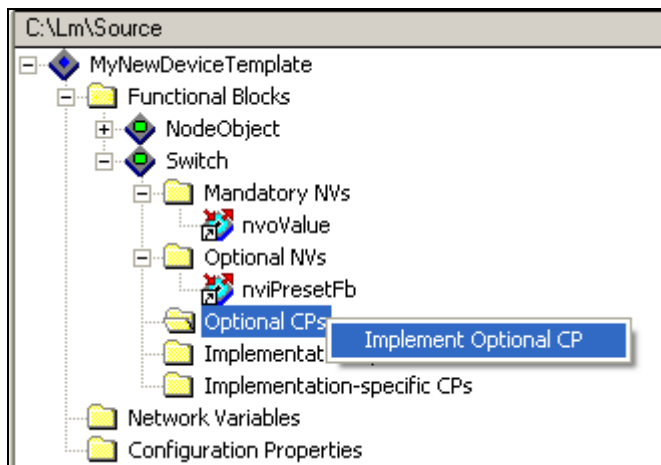 C:\Lm\Source
MyNewDeviceTemplate
Functional Blocks
NodeObject
Switch
Mandatory NVs
nvoValue
Optional NVs
nviPresetFb
Optional CPs
Implement Optional CP
Implementat
Implementation-specific CPs
Network Variables
Configuration Properties